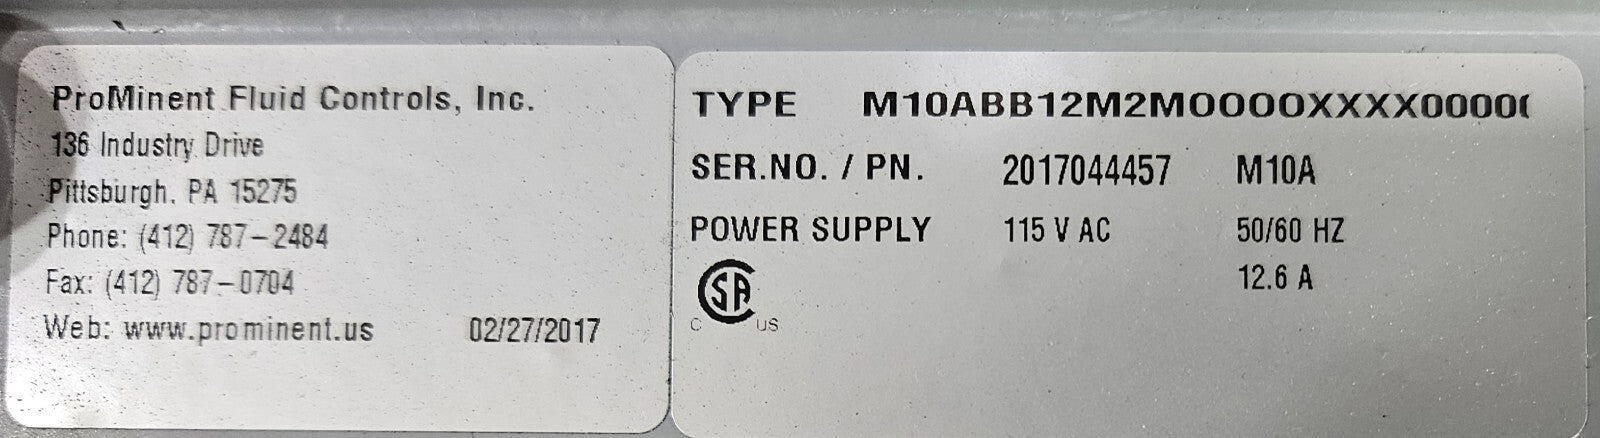 ProMinent Fluid Controls, Inc.
136 Industry Drive
Pittsburgh, PA 15275
Phone: (412) 787-2484
Fax: (412) 787-0704
Web: www.prominent.us 02/27/2017
TYPE M10ABB12M2M0000XXXX0000
SER.NO. / PN. 2017044457 M10A
POWER SUPPLY 115 V AC 50/60 HZ
12.6 A
C SA US